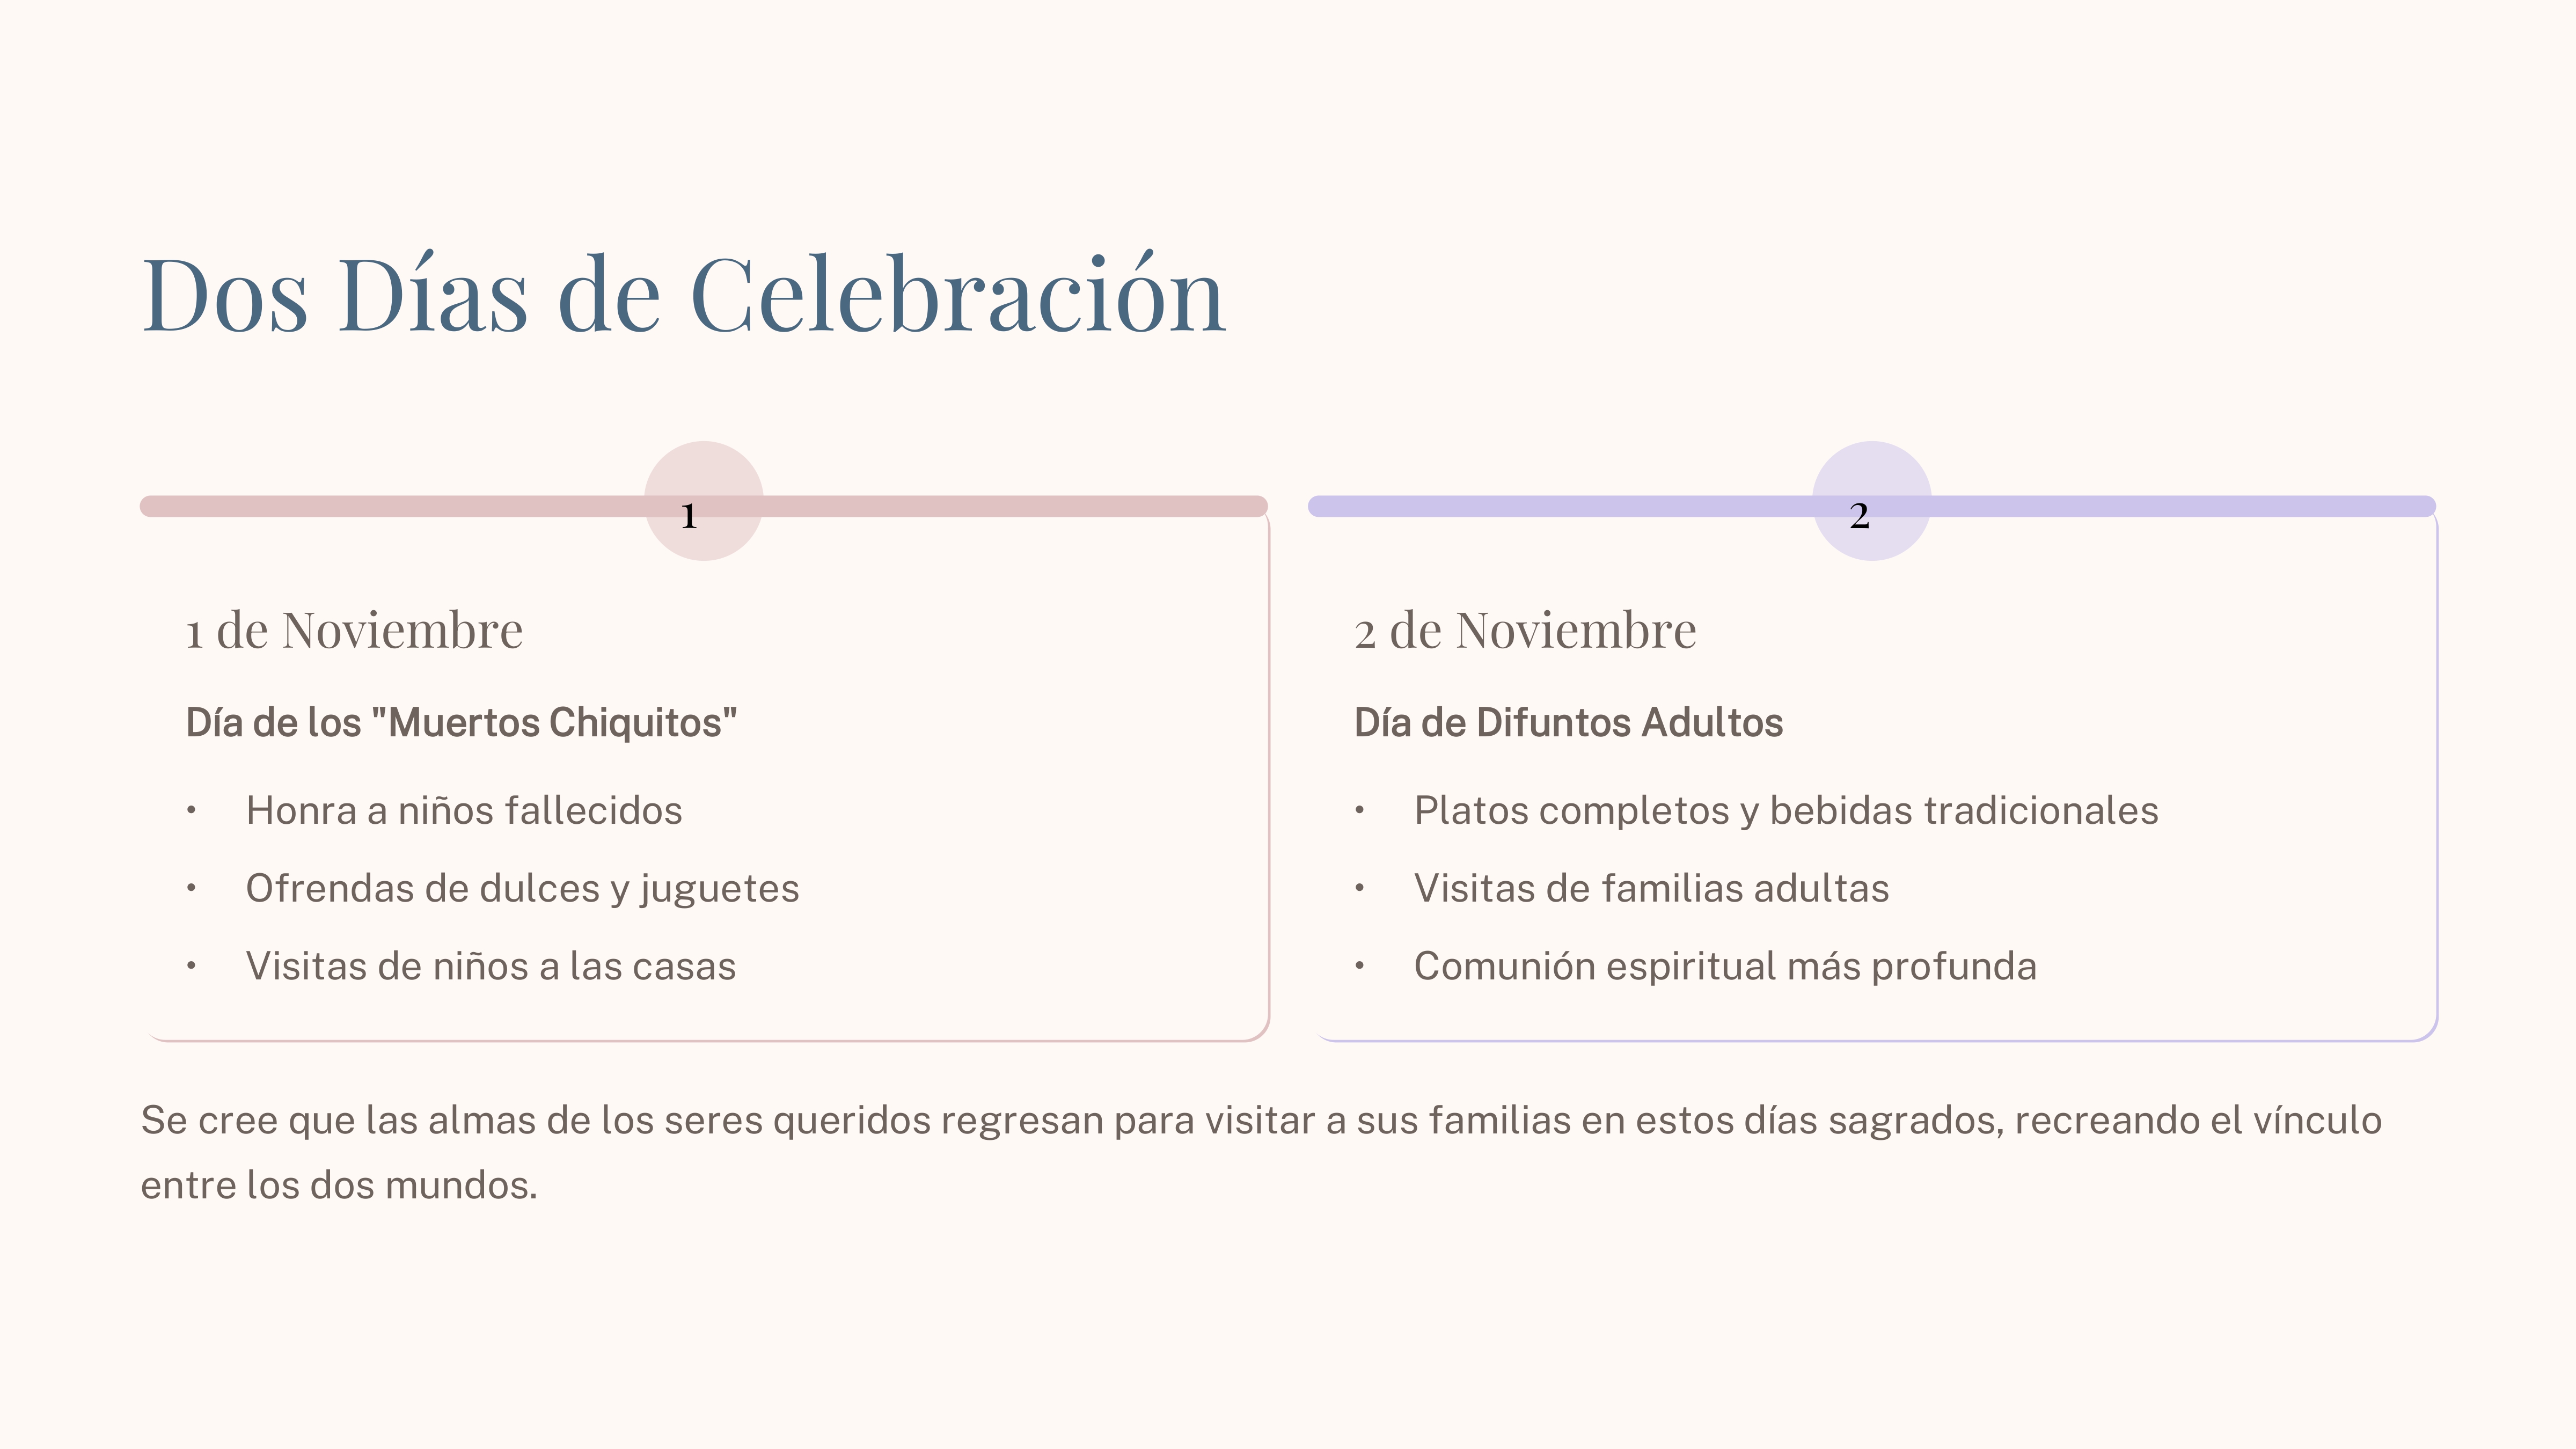 Dos Días de Celebración
1
1 de Noviembre
Día de los "Muertos Chiquitos"
• Honra a niños fallecidos
• Ofrendas de dulces y juguetes
• Visitas de niños a las casas
2
2 de Noviembre
Día de Difuntos Adultos
• Platos completos y bebidas tradicionales
• Visitas de familias adultas
• Comunión espiritual más profunda
Se cree que las almas de los seres queridos regresan para visitar a sus familias en estos días sagrados, recreando el vínculo
entre los dos mundos.